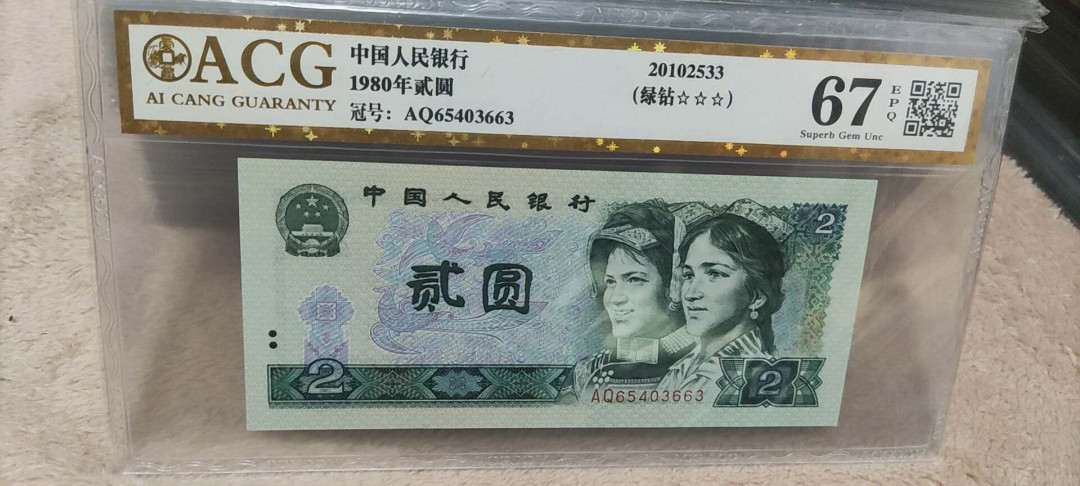 ACG
AI CANG GUARANTY
中国人民银行
1980年贰圆
冠号: AQ65403663
20102533
(绿钻☆☆☆)
67
EPQ
Superb Gem Unc
中国人民银行
贰圆
2
2
2
AQ65403663